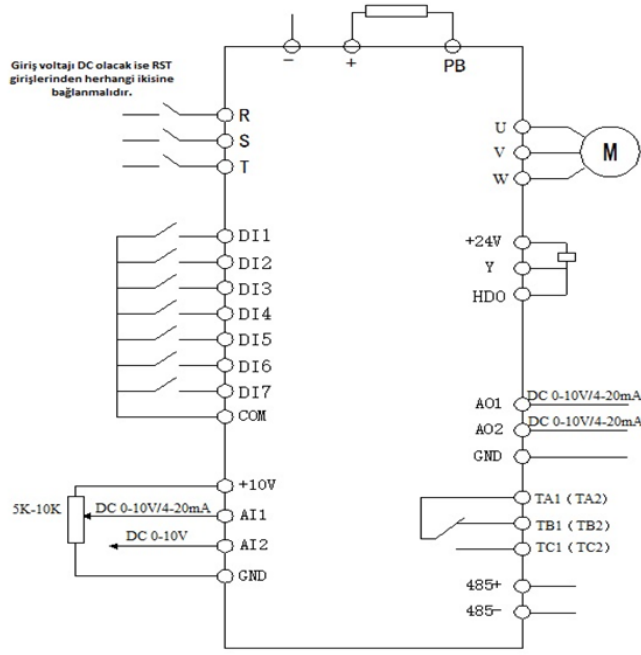 Giriş voltajı DC olacak ise RST
girişlerinden herhangi ikisine
bağlanmalıdır.
-
+
PB
R
S
T
U
V
W
M
DI1
DI2
DI3
DI4
DI5
DI6
DI7
COM
+24V
Y
HDO
AO1
DC 0-10V/4-20mA
AO2
DC 0-10V/4-20mA
GND
+10V
5K-10K
DC 0-10V/4-20mA
AI1
DC 0-10V
AI2
GND
TA1 (TA2)
TB1 (TB2)
TC1 (TC2)
485+
485-